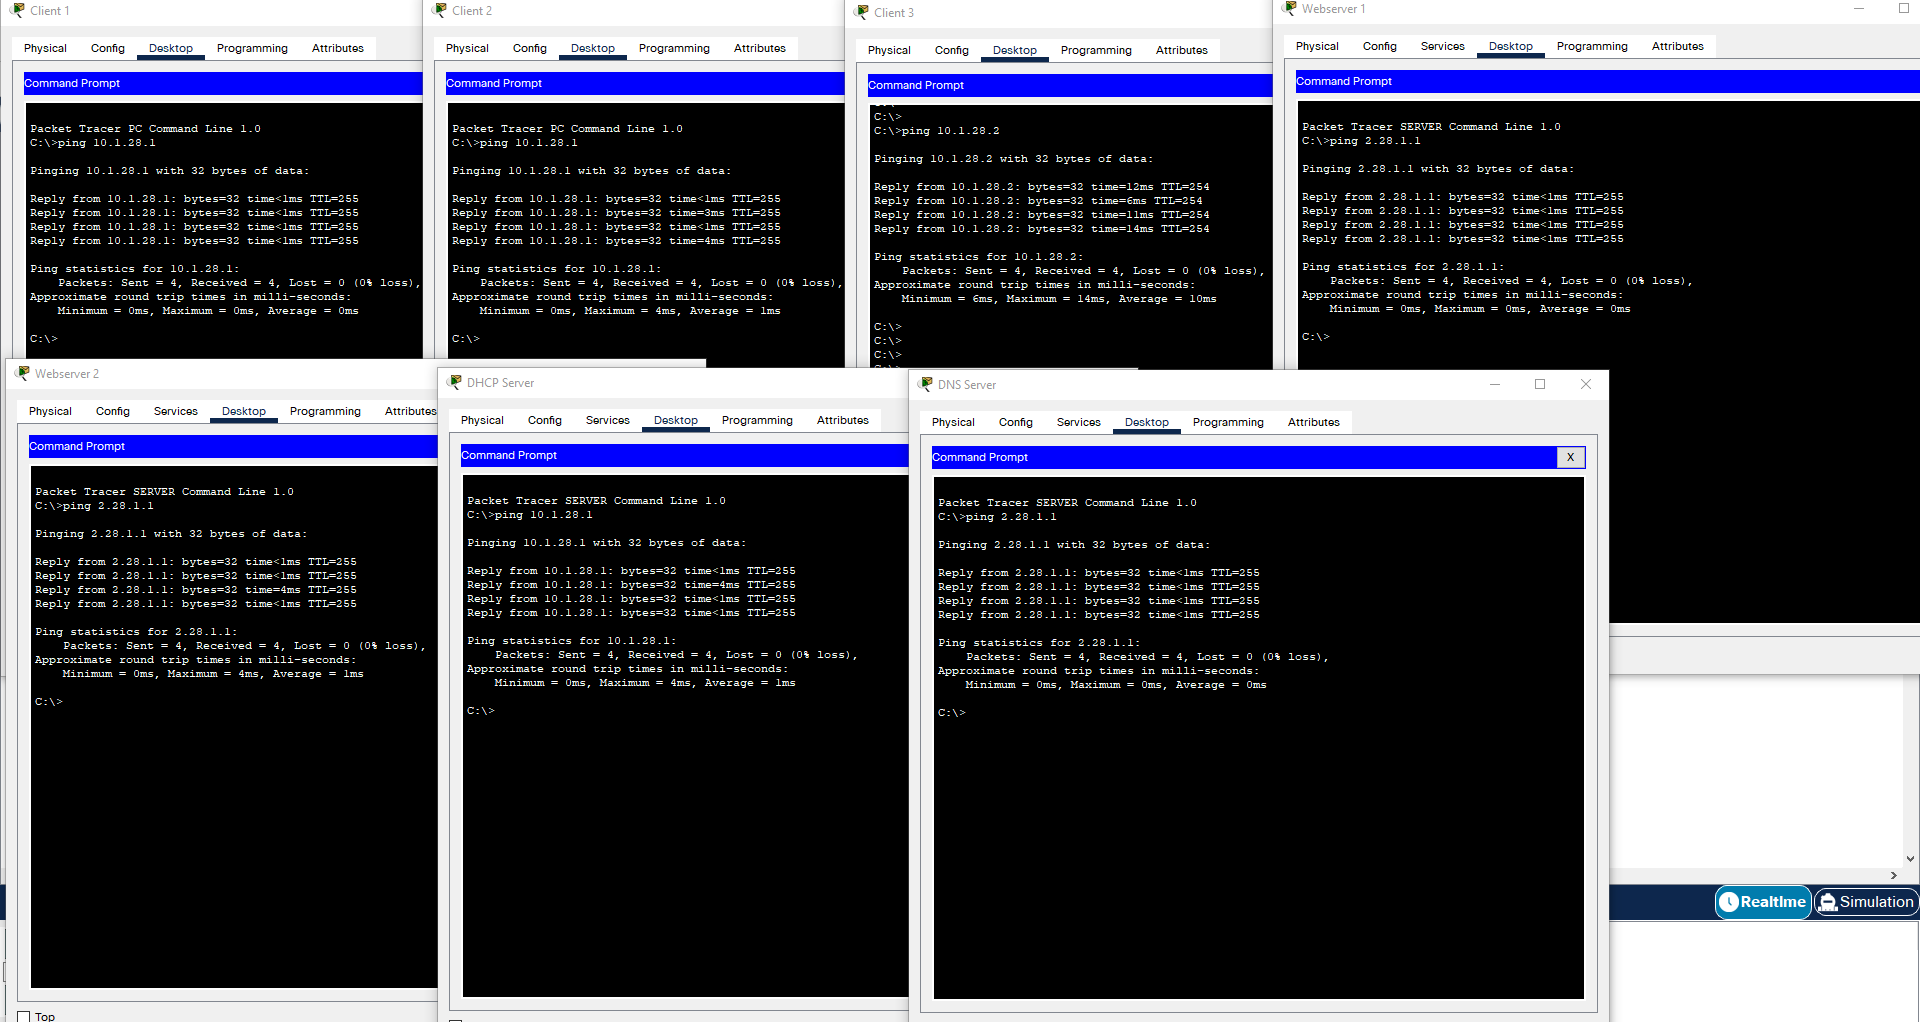 Client 1
Physical Config Desktop Programming Attributes
Command Prompt
Packet Tracer PC Command Line 1.0
C:\>ping 10.1.28.1
Pinging 10.1.28.1 with 32 bytes of data:
Reply from 10.1.28.1: bytes=32 time<1ms TTL=255
Reply from 10.1.28.1: bytes=32 time<1ms TTL=255
Reply from 10.1.28.1: bytes=32 time<1ms TTL=255
Reply from 10.1.28.1: bytes=32 time<1ms TTL=255
Ping statistics for 10.1.28.1:
Packets: Sent = 4, Received = 4, Lost = 0 (0% loss),
Approximate round trip times in milli-seconds:
Minimum = 0ms, Maximum = 0ms, Average = 0ms
C:\>
Client 2
Physical Config Desktop Programming Attributes
Command Prompt
Packet Tracer PC Command Line 1.0
C:\>ping 10.1.28.1
Pinging 10.1.28.1 with 32 bytes of data:
Reply from 10.1.28.1: bytes=32 time<1ms TTL=255
Reply from 10.1.28.1: bytes=32 time=3ms TTL=255
Reply from 10.1.28.1: bytes=32 time<1ms TTL=255
Reply from 10.1.28.1: bytes=32 time=4ms TTL=255
Ping statistics for 10.1.28.1:
Packets: Sent = 4, Received = 4, Lost = 0 (0% loss),
Approximate round trip times in milli-seconds:
Minimum = 0ms, Maximum = 4ms, Average = 1ms
C:\>
Client 3
Physical Config Desktop Programming Attributes
Command Prompt
C:\>
C:\>ping 10.1.28.2
Pinging 10.1.28.2 with 32 bytes of data:
Reply from 10.1.28.2: bytes=32 time=12ms TTL=254
Reply from 10.1.28.2: bytes=32 time=6ms TTL=254
Reply from 10.1.28.2: bytes=32 time=11ms TTL=254
Reply from 10.1.28.2: bytes=32 time=14ms TTL=254
Ping statistics for 10.1.28.2:
Packets: Sent = 4, Received = 4, Lost = 0 (0% loss),
Approximate round trip times in milli-seconds:
Minimum = 6ms, Maximum = 14ms, Average = 10ms
C:\>
C:\>
C:\>
Webserver 1
Physical Config Services Desktop Programming Attributes
Command Prompt
Packet Tracer SERVER Command Line 1.0
C:\>ping 2.28.1.1
Pinging 2.28.1.1 with 32 bytes of data:
Reply from 2.28.1.1: bytes=32 time<1ms TTL=255
Reply from 2.28.1.1: bytes=32 time<1ms TTL=255
Reply from 2.28.1.1: bytes=32 time<1ms TTL=255
Reply from 2.28.1.1: bytes=32 time<1ms TTL=255
Ping statistics for 2.28.1.1:
Packets: Sent = 4, Received = 4, Lost = 0 (0% loss),
Approximate round trip times in milli-seconds:
Minimum = 0ms, Maximum = 0ms, Average = 0ms
C:\>
Webserver 2
Physical Config Services Desktop Programming Attributes
Command Prompt
Packet Tracer SERVER Command Line 1.0
C:\>ping 2.28.1.1
Pinging 2.28.1.1 with 32 bytes of data:
Reply from 2.28.1.1: bytes=32 time<1ms TTL=255
Reply from 2.28.1.1: bytes=32 time<1ms TTL=255
Reply from 2.28.1.1: bytes=32 time=4ms TTL=255
Reply from 2.28.1.1: bytes=32 time<1ms TTL=255
Ping statistics for 2.28.1.1:
Packets: Sent = 4, Received = 4, Lost = 0 (0% loss),
Approximate round trip times in milli-seconds:
Minimum = 0ms, Maximum = 4ms, Average = 1ms
C:\>
Top
DHCP Server
Physical Config Services Desktop Programming Attributes
Command Prompt
Packet Tracer SERVER Command Line 1.0
C:\>ping 10.1.28.1
Pinging 10.1.28.1 with 32 bytes of data:
Reply from 10.1.28.1: bytes=32 time<1ms TTL=255
Reply from 10.1.28.1: bytes=32 time=4ms TTL=255
Reply from 10.1.28.1: bytes=32 time<1ms TTL=255
Reply from 10.1.28.1: bytes=32 time<1ms TTL=255
Ping statistics for 10.1.28.1:
Packets: Sent = 4, Received = 4, Lost = 0 (0% loss),
Approximate round trip times in milli-seconds:
Minimum = 0ms, Maximum = 4ms, Average = 1ms
C:\>
DNS Server
Physical Config Services Desktop Programming Attributes
Command Prompt X
Packet Tracer SERVER Command Line 1.0
C:\>ping 2.28.1.1
Pinging 2.28.1.1 with 32 bytes of data:
Reply from 2.28.1.1: bytes=32 time<1ms TTL=255
Reply from 2.28.1.1: bytes=32 time<1ms TTL=255
Reply from 2.28.1.1: bytes=32 time<1ms TTL=255
Reply from 2.28.1.1: bytes=32 time<1ms TTL=255
Ping statistics for 2.28.1.1:
Packets: Sent = 4, Received = 4, Lost = 0 (0% loss),
Approximate round trip times in milli-seconds:
Minimum = 0ms, Maximum = 0ms, Average = 0ms
C:\>
Realtime Simulation